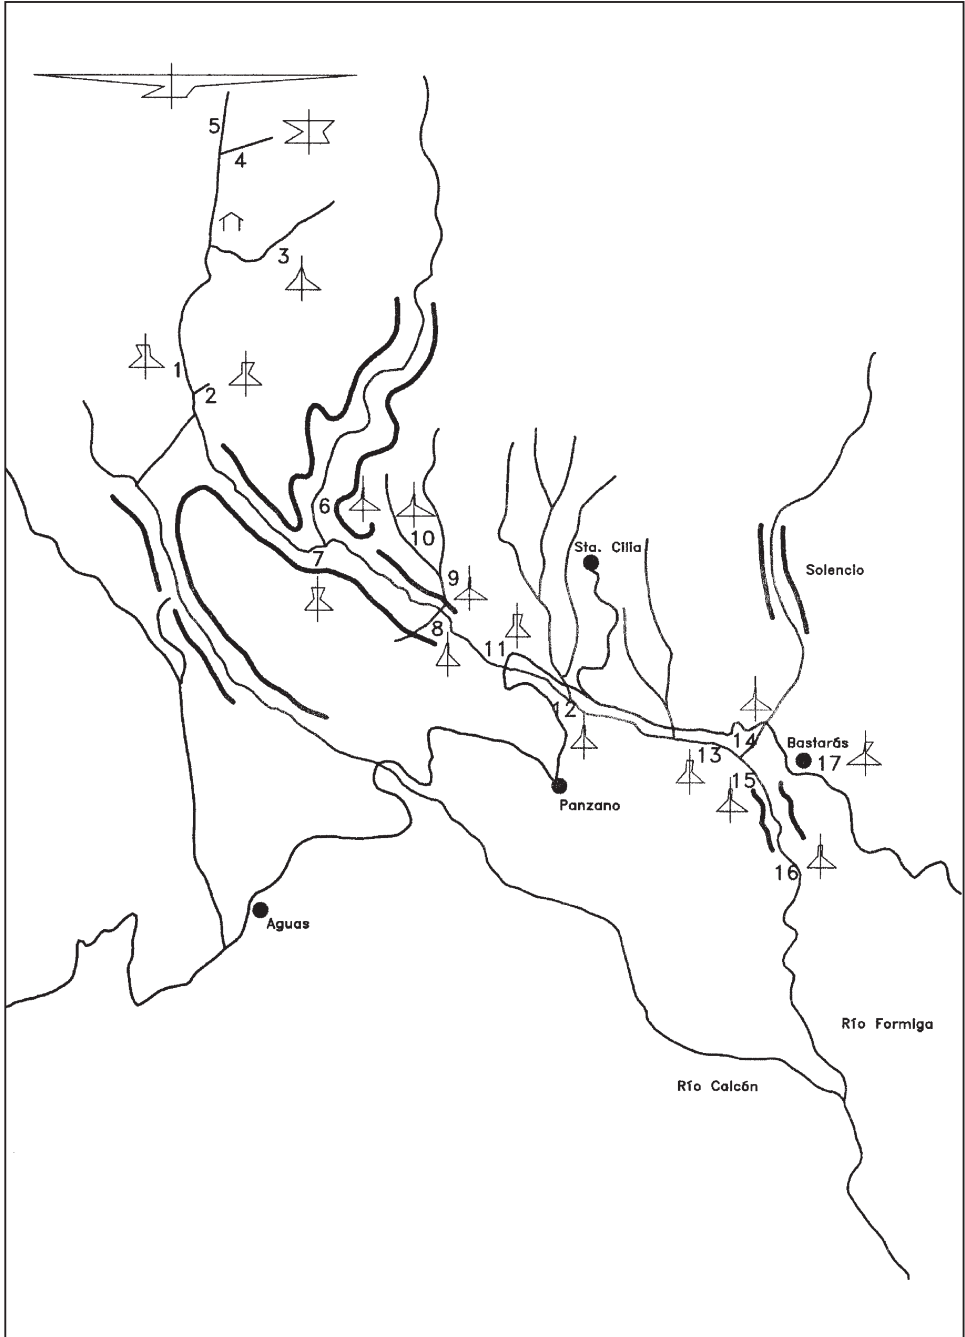 5
4
3
1
2
6
10
7
Sta. Cilia
Solencio
9
8
11
12
14
Bastarás
13
17
15
Panzano
16
Aguas
Río Formiga
Río Calcón